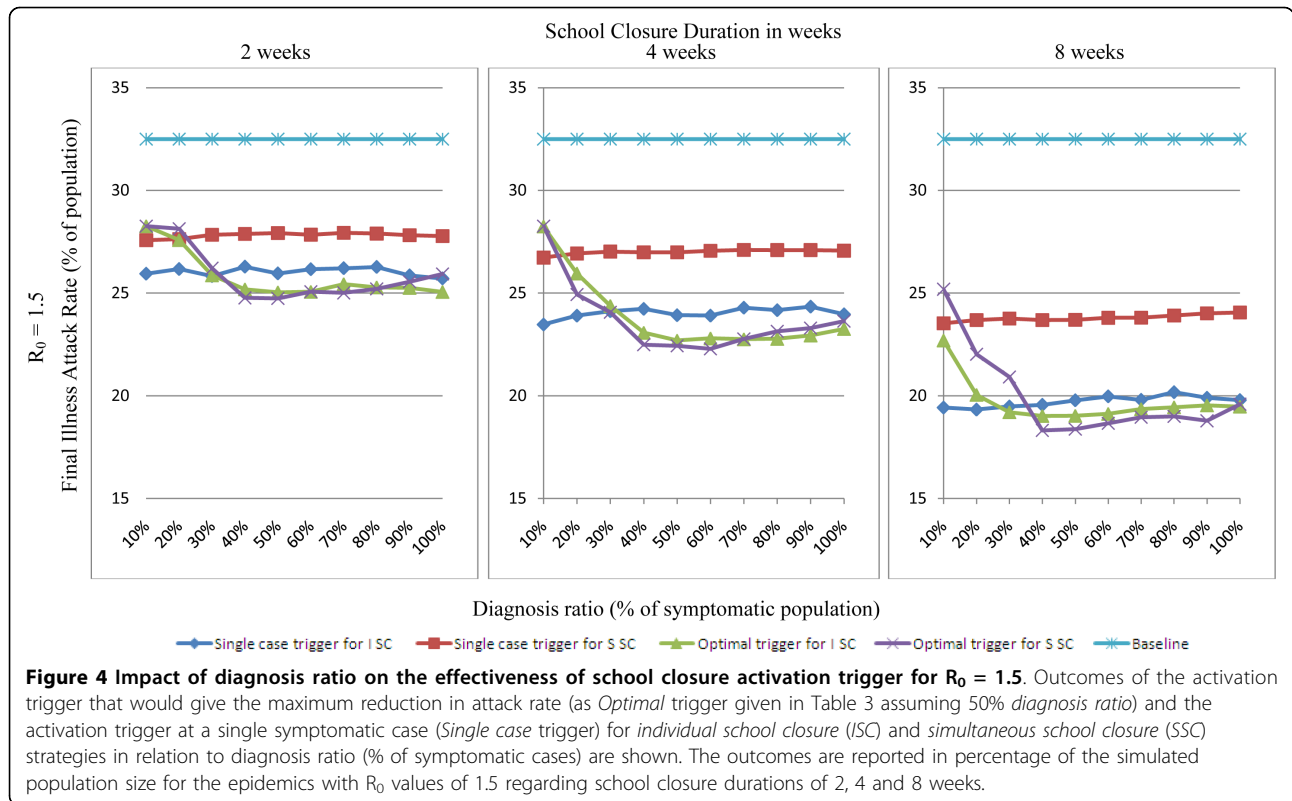 School Closure Duration in weeks
2 weeks 4 weeks 8 weeks
R0 = 1.5
Final Illness Attack Rate (% of population)
35 35 35
30 30 30
25 25 25
20 20 20
15 15 15
10% 20% 30% 40% 50% 60% 70% 80% 90% 100% 10% 20% 30% 40% 50% 60% 70% 80% 90% 100% 10% 20% 30% 40% 50% 60% 70% 80% 90% 100%
Diagnosis ratio (% of symptomatic population)
Single case trigger for I SC Single case trigger for S SC Optimal trigger for I SC Optimal trigger for S SC Baseline
Figure 4 Impact of diagnosis ratio on the effectiveness of school closure activation trigger for R0 = 1.5. Outcomes of the activation
trigger that would give the maximum reduction in attack rate (as Optimal trigger given in Table 3 assuming 50% diagnosis ratio) and the
activation trigger at a single symptomatic case (Single case trigger) for individual school closure (ISC) and simultaneous school closure (SSC)
strategies in relation to diagnosis ratio (% of symptomatic cases) are shown. The outcomes are reported in percentage of the simulated
population size for the epidemics with R0 values of 1.5 regarding school closure durations of 2, 4 and 8 weeks.